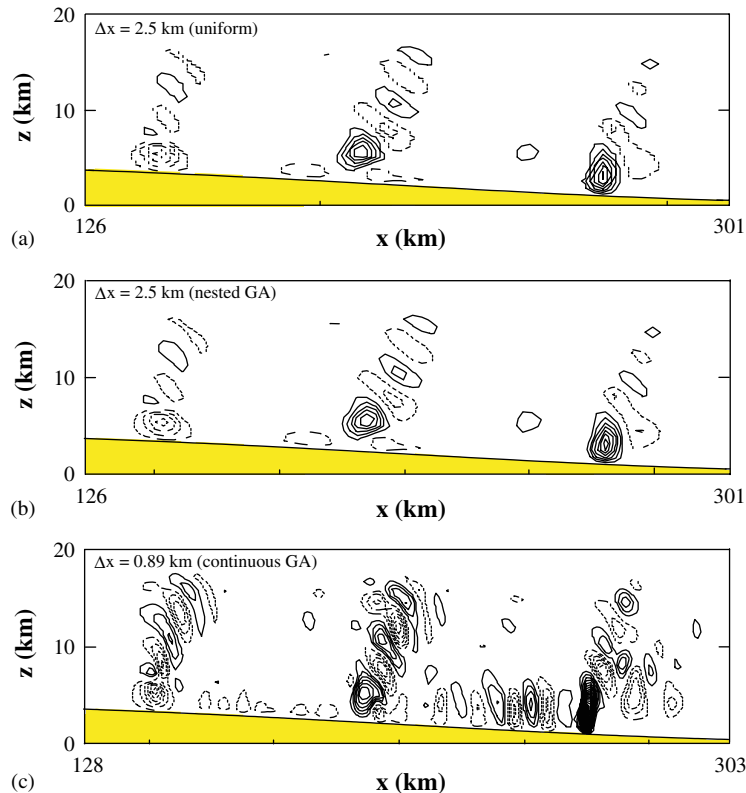 20
Δx = 2.5 km (uniform)
z (km)
10
0
126
301
(a)
x (km)
20
Δx = 2.5 km (nested GA)
z (km)
10
0
126
301
(b)
x (km)
20
Δx = 0.89 km (continuous GA)
z (km)
10
0
128
303
(c)
x (km)